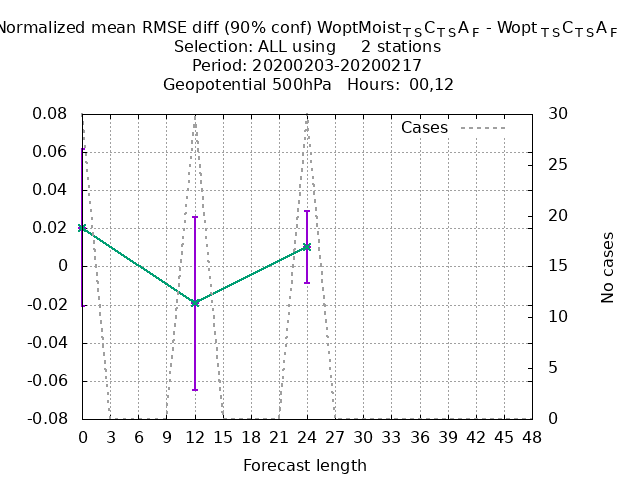 Normalized mean RMSE diff (90% conf) WoptMoist_TSC_TSA_F - Wopt_TSC_TSA_F
Selection: ALL using 2 stations
Period: 20200203-20200217
Geopotential 500hPa Hours: 00,12
Cases
0.08
0.06
0.04
0.02
0
-0.02
-0.04
-0.06
-0.08
30
25
20
15
10
5
0
No cases
0 3 6 9 12 15 18 21 24 27 30 33 36 39 42 45 48
Forecast length